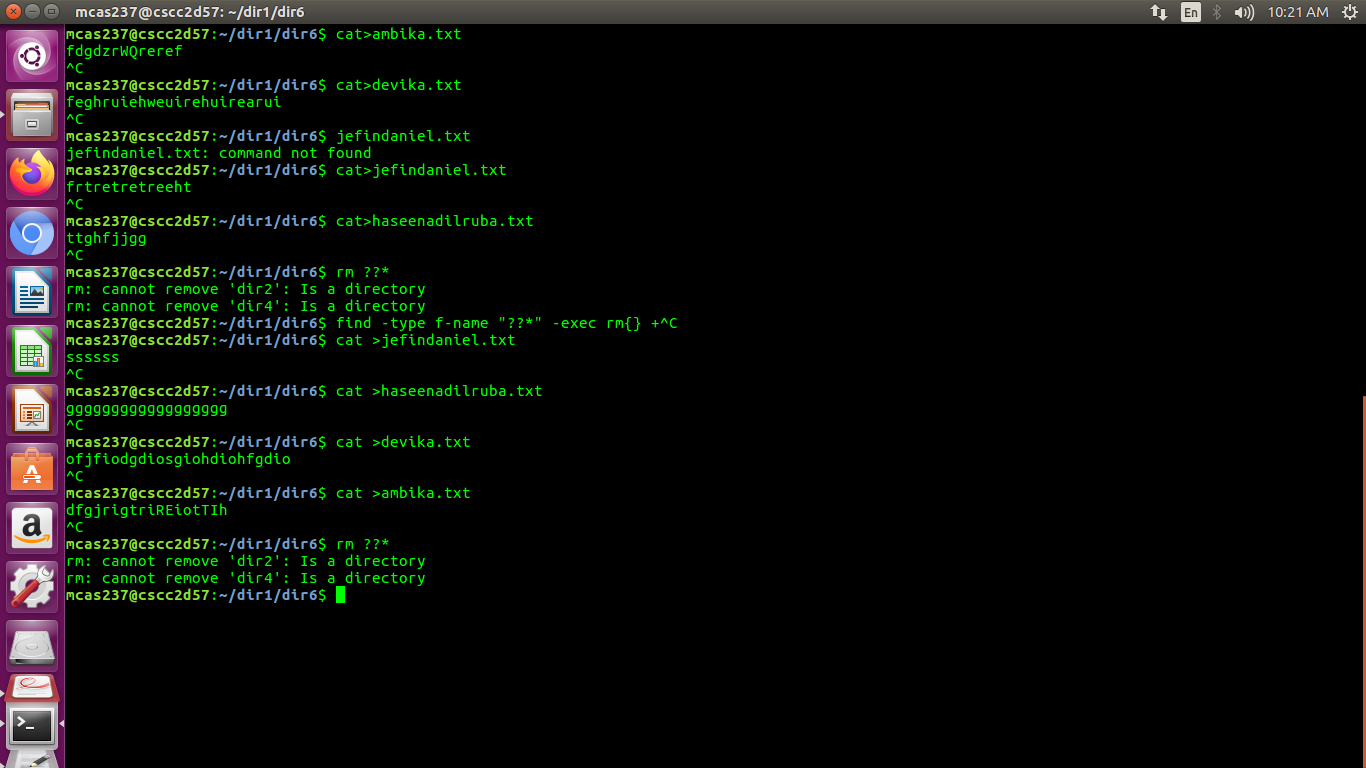 mcas237@cscc2d57: ~/dir1/dir6
En
10:21 AM
mcas237@cscc2d57:~/dir1/dir6$ cat>ambika.txt
fdgdzrWQreref
^C
mcas237@cscc2d57:~/dir1/dir6$ cat>devika.txt
feghruiehweuirehuirearui
^C
mcas237@cscc2d57:~/dir1/dir6$ jefindaniel.txt
jefindaniel.txt: command not found
mcas237@cscc2d57:~/dir1/dir6$ cat>jefindaniel.txt
frtretretreeht
^C
mcas237@cscc2d57:~/dir1/dir6$ cat>haseenadilruba.txt
ttghfjjgg
^C
mcas237@cscc2d57:~/dir1/dir6$ rm ??*
rm: cannot remove 'dir2': Is a directory
rm: cannot remove 'dir4': Is a directory
mcas237@cscc2d57:~/dir1/dir6$ find -type f-name "??*" -exec rm{} +^C
mcas237@cscc2d57:~/dir1/dir6$ cat >jefindaniel.txt
ssssss
^C
mcas237@cscc2d57:~/dir1/dir6$ cat >haseenadilruba.txt
gggggggggggggggggg
^C
mcas237@cscc2d57:~/dir1/dir6$ cat >devika.txt
ofjfiodgdiosgiohdiohfgdio
^C
mcas237@cscc2d57:~/dir1/dir6$ cat >ambika.txt
dfgjrigtriREiotTIh
^C
mcas237@cscc2d57:~/dir1/dir6$ rm ??*
rm: cannot remove 'dir2': Is a directory
rm: cannot remove 'dir4': Is a directory
mcas237@cscc2d57:~/dir1/dir6$